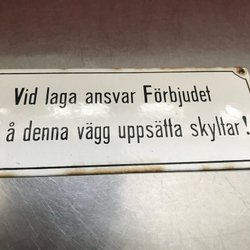 Vid laga ansvar Förbjudet
å denna vägg uppsätta skyltar!